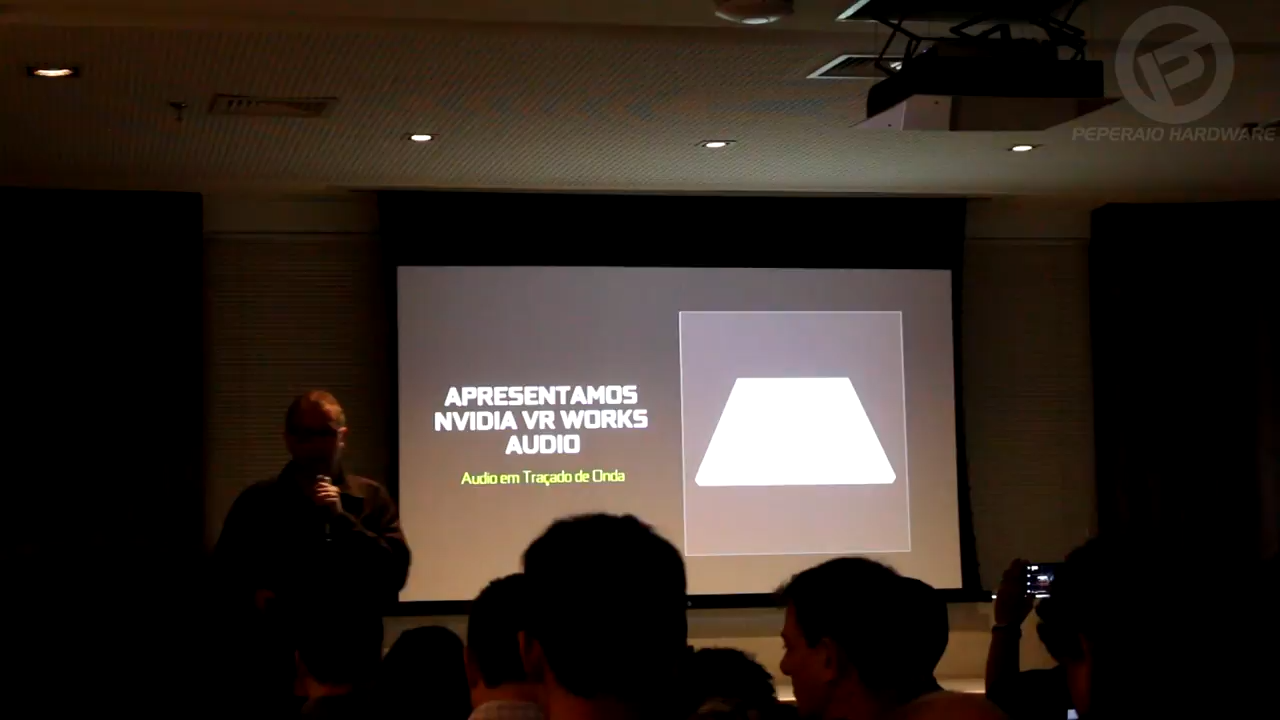 PEPERAIO HARDWARE
APRESENTAMOS
NVIDIA VR WORKS
AUDIO
Audio em Traçado de Onda